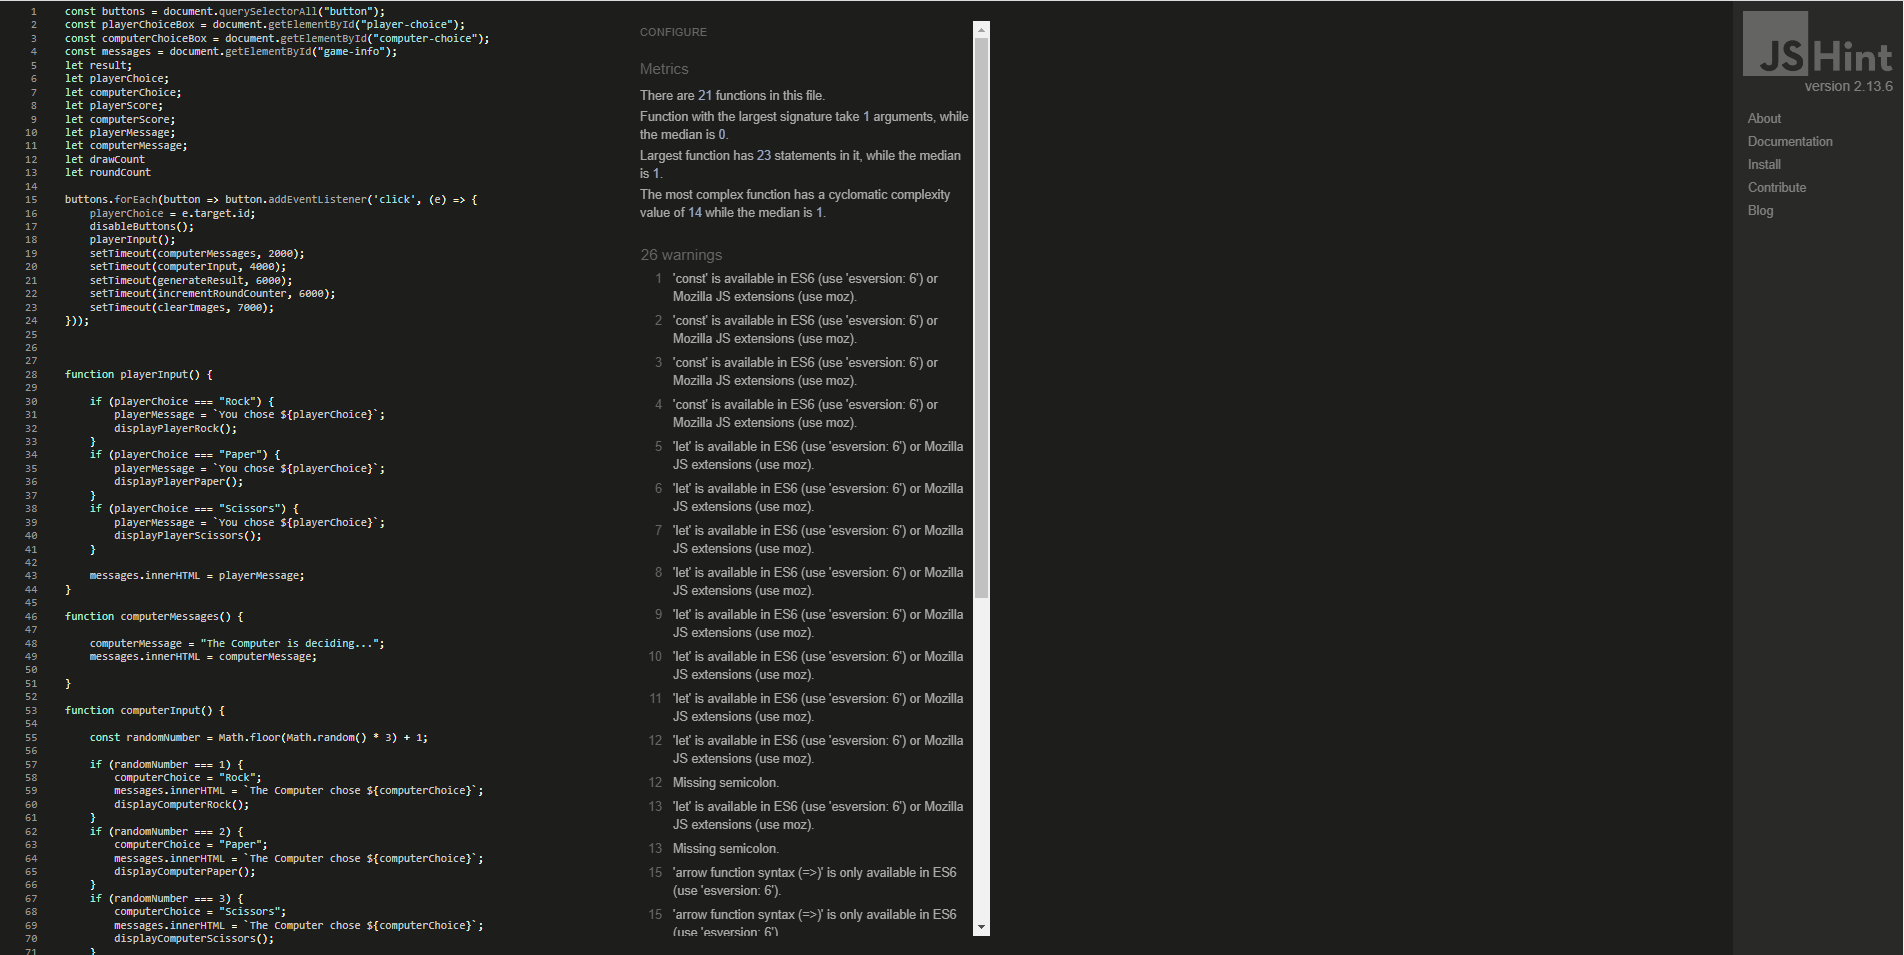 1 const buttons = document.querySelectorAll("button");
2 const playerChoiceBox = document.getElementById("player-choice");
3 const computerChoiceBox = document.getElementById("computer-choice");
4 const messages = document.getElementById("game-info");
5 let result;
6 let playerChoice;
7 let computerChoice;
8 let playerScore;
9 let computerScore;
10 let playerMessage;
11 let computerMessage;
12 let drawCount
13 let roundCount
14
15 buttons.forEach(button => button.addEventListener('click', (e) => {
16 playerChoice = e.target.id;
17 disableButtons();
18 playerInput();
19 setTimeout(computerMessages, 2000);
20 setTimeout(computerInput, 4000);
21 setTimeout(generateResult, 6000);
22 setTimeout(incrementRoundCounter, 6000);
23 setTimeout(clearImages, 7000);
24 }));
25
26
27
28 function playerInput() {
29
30 if (playerChoice === "Rock") {
31 playerMessage = `You chose ${playerChoice}`;
32 displayPlayerRock();
33 }
34 if (playerChoice === "Paper") {
35 playerMessage = `You chose ${playerChoice}`;
36 displayPlayerPaper();
37 }
38 if (playerChoice === "Scissors") {
39 playerMessage = `You chose ${playerChoice}`;
40 displayPlayerScissors();
41 }
42
43 messages.innerHTML = playerMessage;
44 }
45
46 function computerMessages() {
47
48 computerMessage = "The Computer is deciding...";
49 messages.innerHTML = computerMessage;
50
51 }
52
53 function computerInput() {
54
55 const randomNumber = Math.floor(Math.random() * 3) + 1;
56
57 if (randomNumber === 1) {
58 computerChoice = "Rock";
59 messages.innerHTML = `The Computer chose ${computerChoice}`;
60 displayComputerRock();
61 }
62 if (randomNumber === 2) {
63 computerChoice = "Paper";
64 messages.innerHTML = `The Computer chose ${computerChoice}`;
65 displayComputerPaper();
66 }
67 if (randomNumber === 3) {
68 computerChoice = "Scissors";
69 messages.innerHTML = `The Computer chose ${computerChoice}`;
70 displayComputerScissors();
71 }
CONFIGURE
Metrics
There are 21 functions in this file.
Function with the largest signature take 1 arguments, while
the median is 0.
Largest function has 23 statements in it, while the median
is 1.
The most complex function has a cyclomatic complexity
value of 14 while the median is 1.
26 warnings
1 'const' is available in ES6 (use 'esversion: 6') or
Mozilla JS extensions (use moz).
2 'const' is available in ES6 (use 'esversion: 6') or
Mozilla JS extensions (use moz).
3 'const' is available in ES6 (use 'esversion: 6') or
Mozilla JS extensions (use moz).
4 'const' is available in ES6 (use 'esversion: 6') or
Mozilla JS extensions (use moz).
5 'let' is available in ES6 (use 'esversion: 6') or Mozilla
JS extensions (use moz).
6 'let' is available in ES6 (use 'esversion: 6') or Mozilla
JS extensions (use moz).
7 'let' is available in ES6 (use 'esversion: 6') or Mozilla
JS extensions (use moz).
8 'let' is available in ES6 (use 'esversion: 6') or Mozilla
JS extensions (use moz).
9 'let' is available in ES6 (use 'esversion: 6') or Mozilla
JS extensions (use moz).
10 'let' is available in ES6 (use 'esversion: 6') or Mozilla
JS extensions (use moz).
11 'let' is available in ES6 (use 'esversion: 6') or Mozilla
JS extensions (use moz).
12 'let' is available in ES6 (use 'esversion: 6') or Mozilla
JS extensions (use moz).
12 Missing semicolon.
13 'let' is available in ES6 (use 'esversion: 6') or Mozilla
JS extensions (use moz).
13 Missing semicolon.
15 'arrow function syntax (=>)' is only available in ES6
(use 'esversion: 6').
15 'arrow function syntax (=>)' is only available in ES6
(use 'esversion: 6')
JSHint
version 2.13.6
About
Documentation
Install
Contribute
Blog